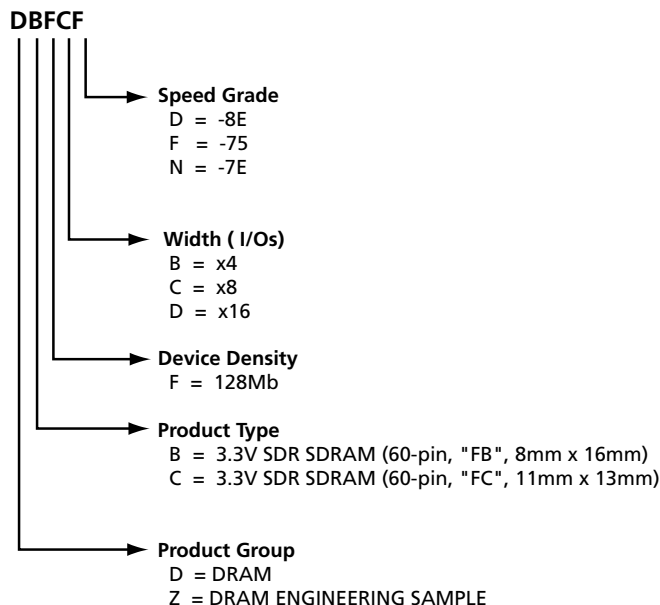 DBFCF
Speed Grade
D = -8E
F = -75
N = -7E
Width ( I/Os)
B = x4
C = x8
D = x16
Device Density
F = 128Mb
Product Type
B = 3.3V SDR SDRAM (60-pin, "FB", 8mm x 16mm)
C = 3.3V SDR SDRAM (60-pin, "FC", 11mm x 13mm)
Product Group
D = DRAM
Z = DRAM ENGINEERING SAMPLE